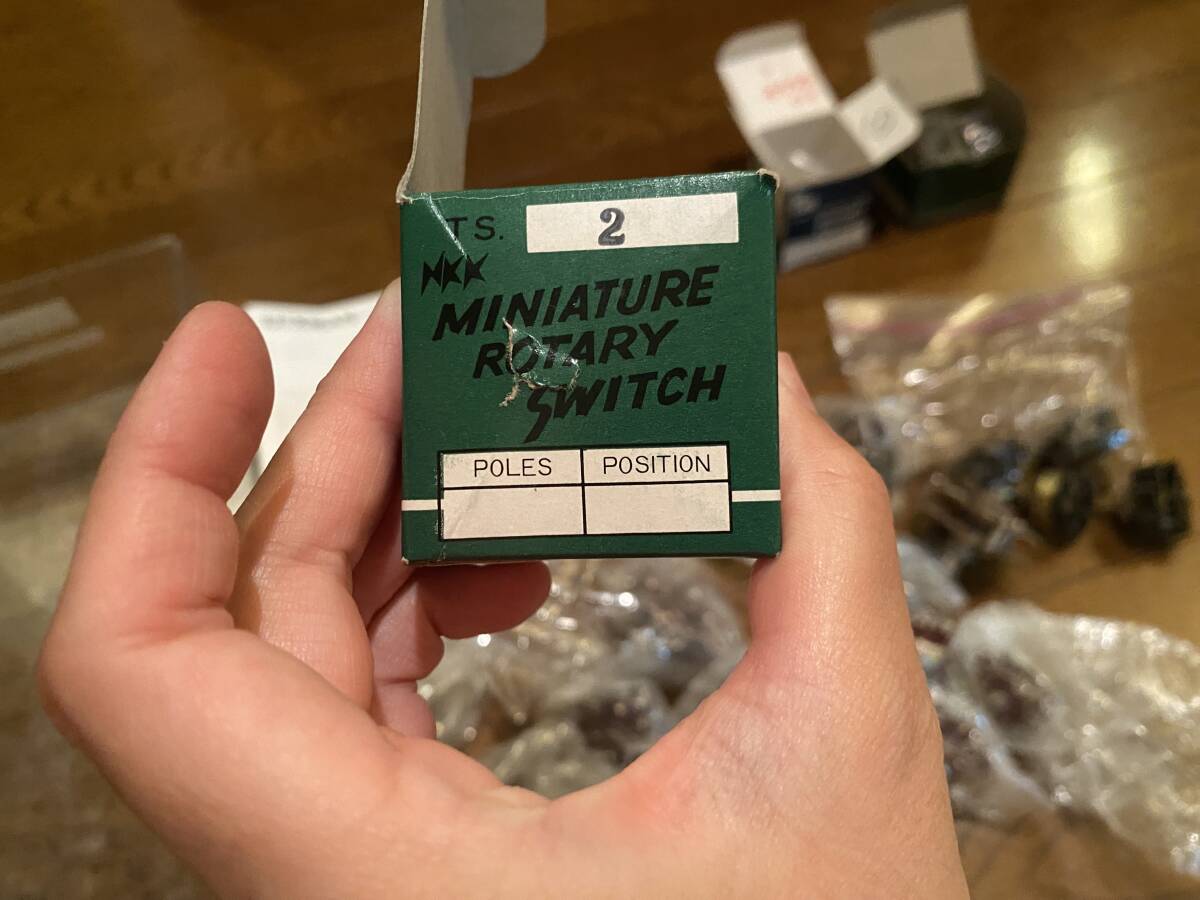 TS. 2
NKK
MINIATURE
ROTARY
SWITCH
POLES POSITION